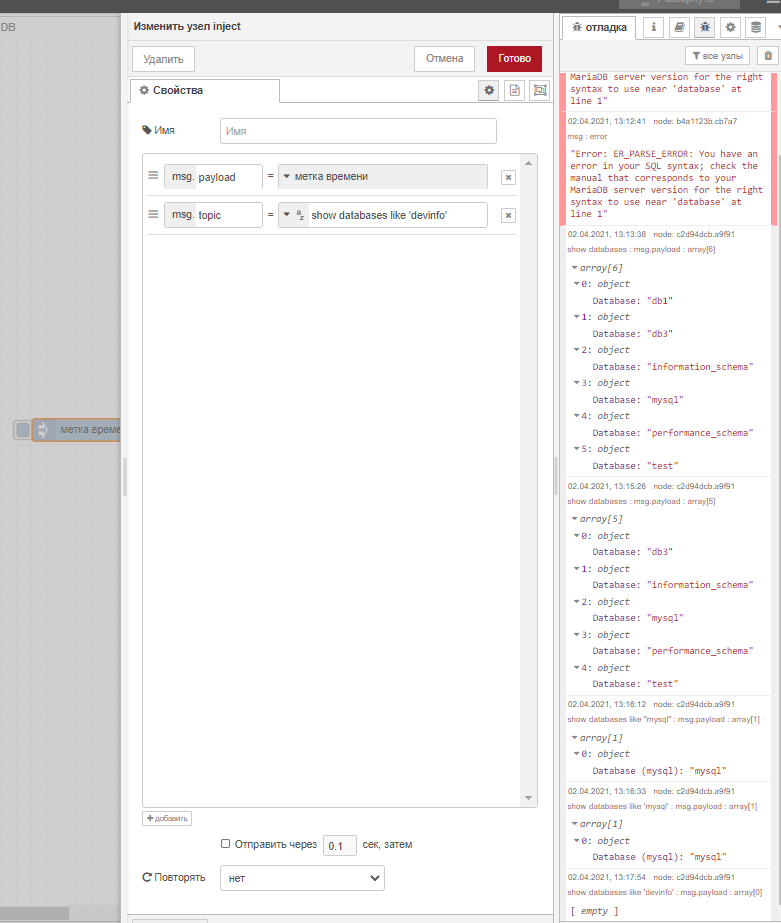 DB
Развернуть
Изменить узел inject
Удалить
Отмена
Готово
Свойства
Имя
Имя
msg. payload = метка времени
msg. topic = az show databases like 'devinfo'
метка време
добавить
Отправить через 0.1 сек, затем
Повторять нет
отладка
все узлы
MariaDB server version for the right
syntax to use near 'database' at
line 1"
02.04.2021, 13:12:41 node: b4a1123b.cb7a7
msg : error
"Error: ER_PARSE_ERROR: You have an
error in your SQL syntax; check the
manual that corresponds to your
MariaDB server version for the right
syntax to use near 'database' at
line 1"
02.04.2021, 13:13:38 node: c2d94dcb.a9f91
show databases : msg.payload : array[6]
array[6]
0: object
Database: "db1"
1: object
Database: "db3"
2: object
Database: "information_schema"
3: object
Database: "mysql"
4: object
Database: "performance_schema"
5: object
Database: "test"
02.04.2021, 13:15:26 node: c2d94dcb.a9f91
show databases : msg.payload : array[5]
array[5]
0: object
Database: "db3"
1: object
Database: "information_schema"
2: object
Database: "mysql"
3: object
Database: "performance_schema"
4: object
Database: "test"
02.04.2021, 13:16:12 node: c2d94dcb.a9f91
show databases like "mysql" : msg.payload : array[1]
array[1]
0: object
Database (mysql): "mysql"
02.04.2021, 13:16:33 node: c2d94dcb.a9f91
show databases like 'mysql' : msg.payload : array[1]
array[1]
0: object
Database (mysql): "mysql"
02.04.2021, 13:17:54 node: c2d94dcb.a9f91
show databases like 'devinfo' : msg.payload : array[0]
[ empty ]